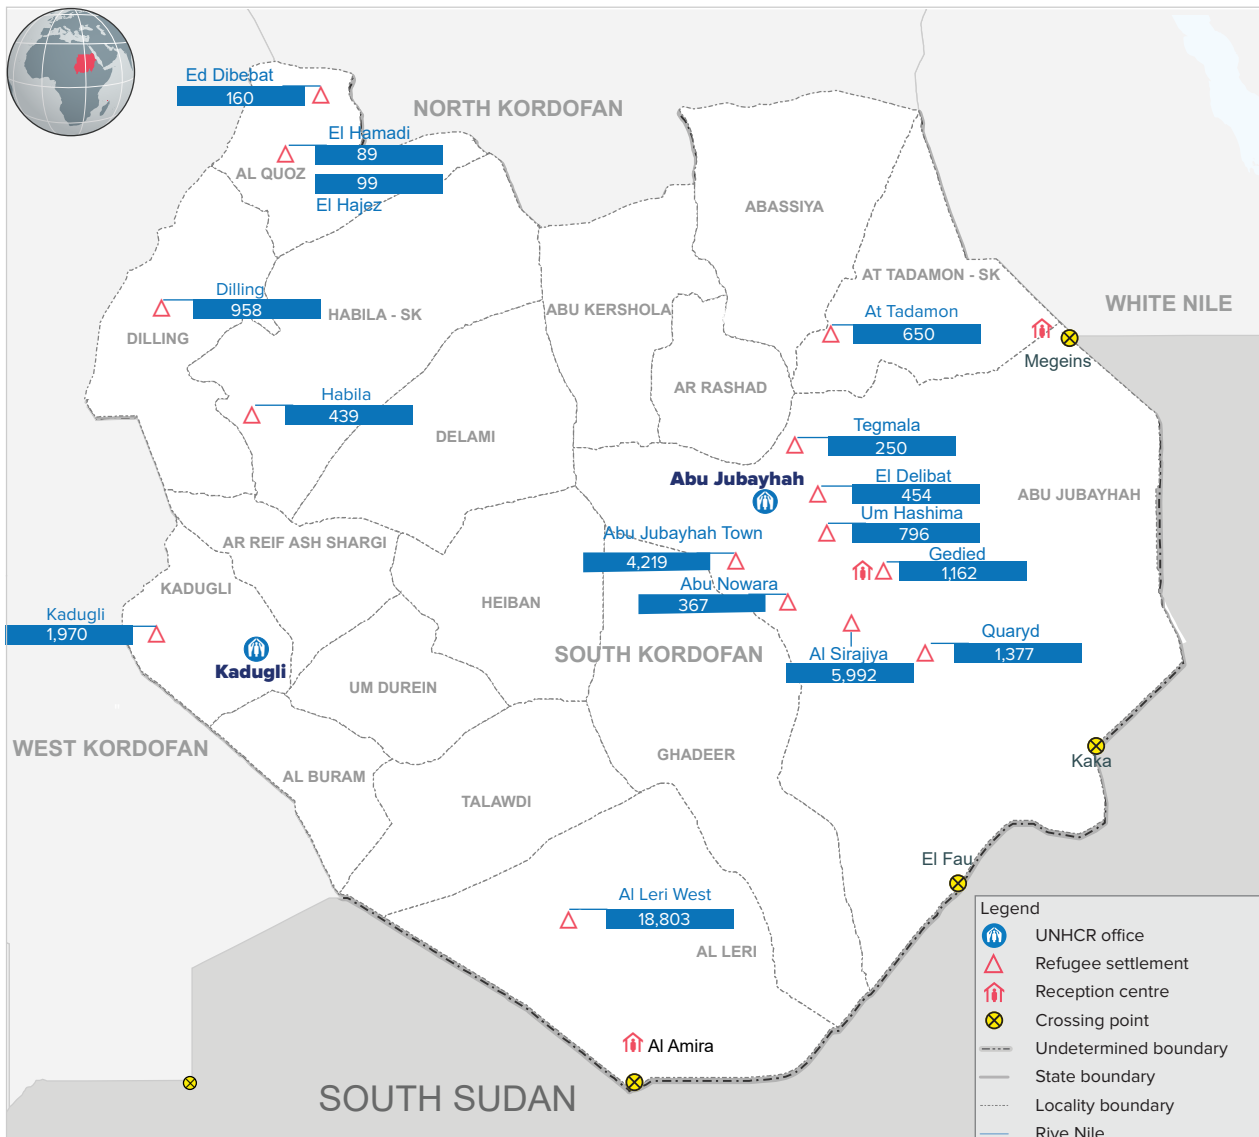 Ed Dibebat
160
NORTH KORDOFAN
El Hamadi
89
AL QUOZ
99
El Hajez
ABASSIYA
AT TADAMON - SK
Dilling
958
HABILA - SK
ABU KERSHOLA
WHITE NILE
At Tadamon
650
DILLING
Megeins
AR RASHAD
Habila
439
DELAMI
Tegmala
250
Abu Jubayhah
El Delibat
454
ABU JUBAYHAH
Um Hashima
796
Abu Jubayhah Town
4,219
AR REIF ASH SHARGI
Gedied
1,162
KADUGLI
Abu Nowara
367
HEIBAN
Kadugli
1,970
Quaryd
1,377
SOUTH KORDOFAN
Al Sirajiya
5,992
Kadugli
UM DUREIN
WEST KORDOFAN
GHADEER
Kaka
AL BURAM
TALAWDI
El Fau
Al Leri West
18,803
AL LERI
Al Amira
SOUTH SUDAN
Legend
UNHCR office
Refugee settlement
Reception centre
Crossing point
Undetermined boundary
State boundary
Locality boundary
Rive Nile